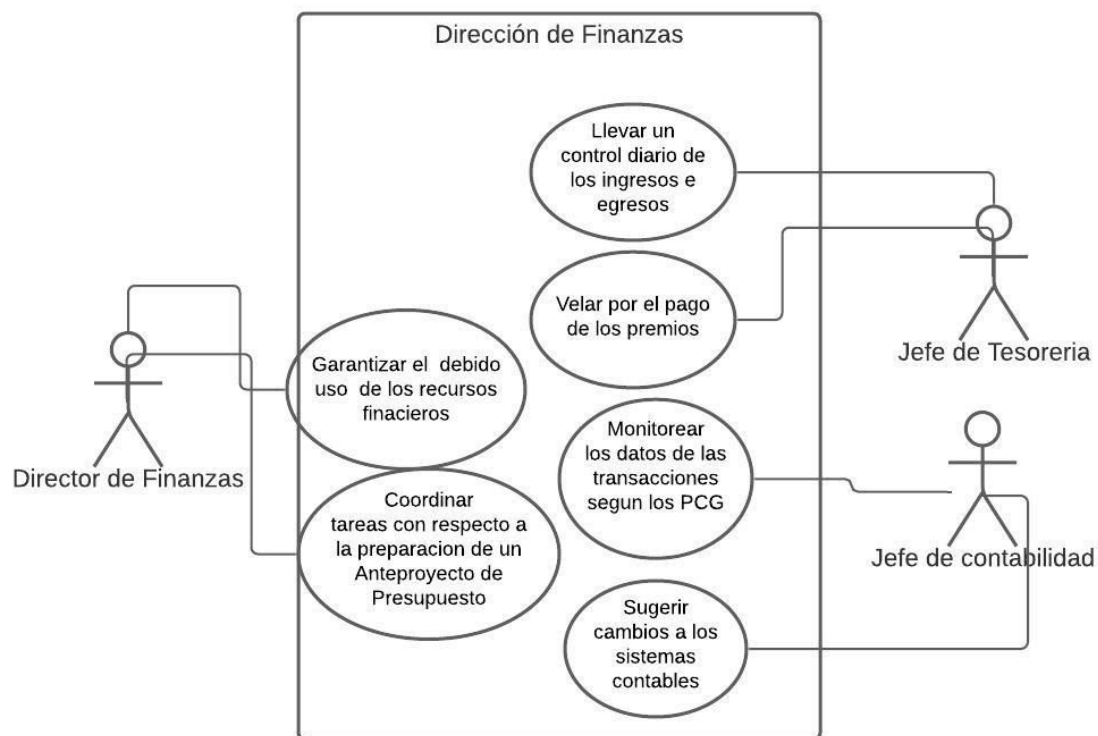 Dirección de Finanzas
Llevar un
control diario de
los ingresos e
egresos
Velar por el pago
de los premios
Jefe de Tesoreria
Garantizar el debido
uso de los recursos
finacieros
Director de Finanzas
Monitorear
los datos de las
transacciones
segun los PCG
Coordinar
tareas con respecto a
la preparacion de un
Anteproyecto de
Presupuesto
Jefe de contabilidad
Sugerir
cambios a los
sistemas
contables